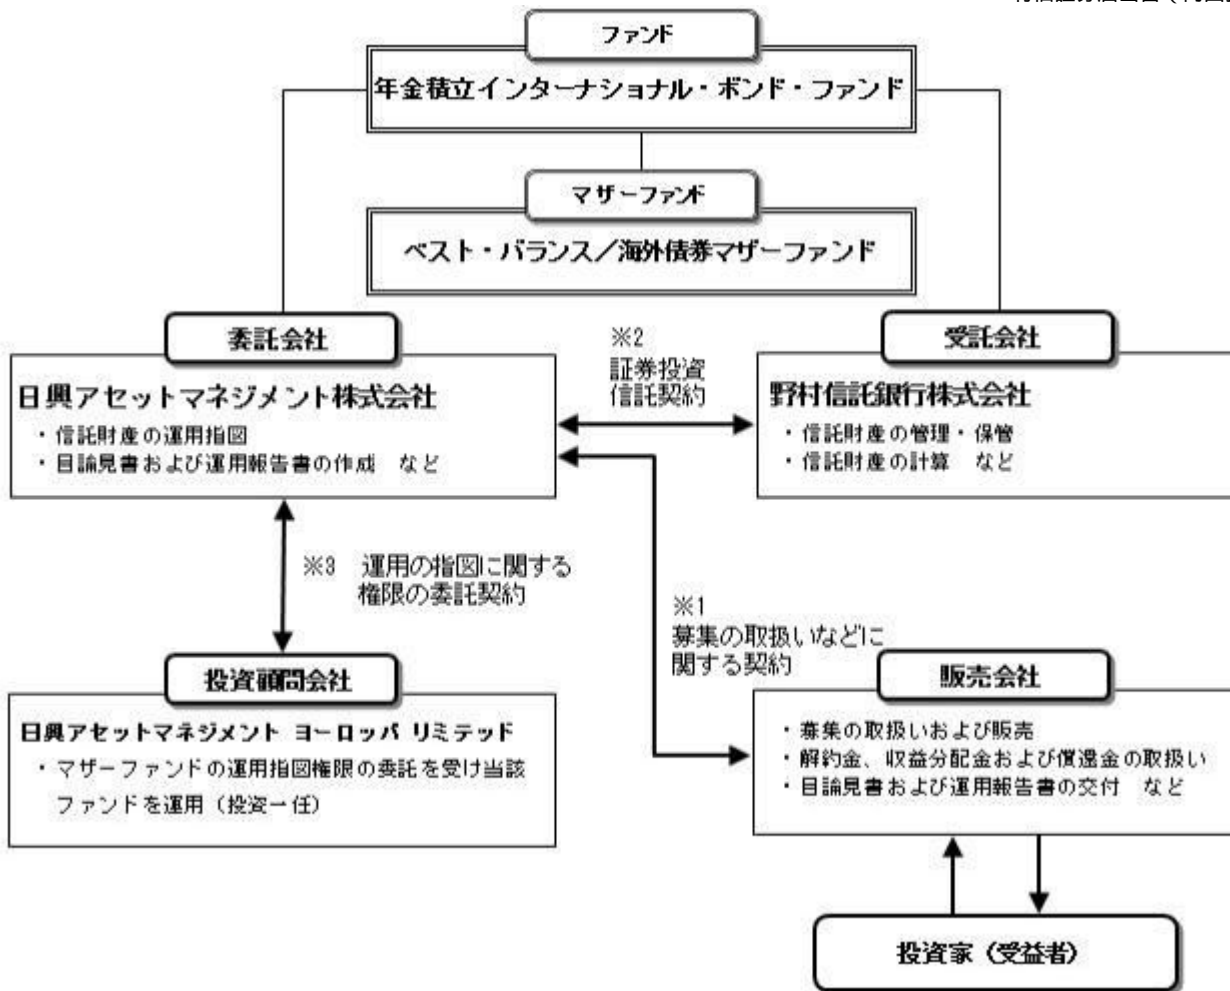 ファンド
年金積立インターナショナル・ボンド・ファンド
マザーファンド
ベスト・バランス／海外債券マザーファンド
委託会社
日興アセットマネジメント株式会社
・信託財産の運用指図
・目論見書および運用報告書の作成　など
※2
証券投資
信託契約
受託会社
野村信託銀行株式会社
・信託財産の管理・保管
・信託財産の計算　など
※3　運用の指図に関する
権限の委託契約
※1
募集の取扱いなどに
関する契約
投資顧問会社
日興アセットマネジメント ヨーロッパ リミテッド
・マザーファンドの運用指図権限の委託を受け当該
ファンドを運用（投資一任）
販売会社
・募集の取扱いおよび販売
・解約金、収益分配金および償還金の取扱い
・目論見書および運用報告書の交付　など
投資家（受益者）